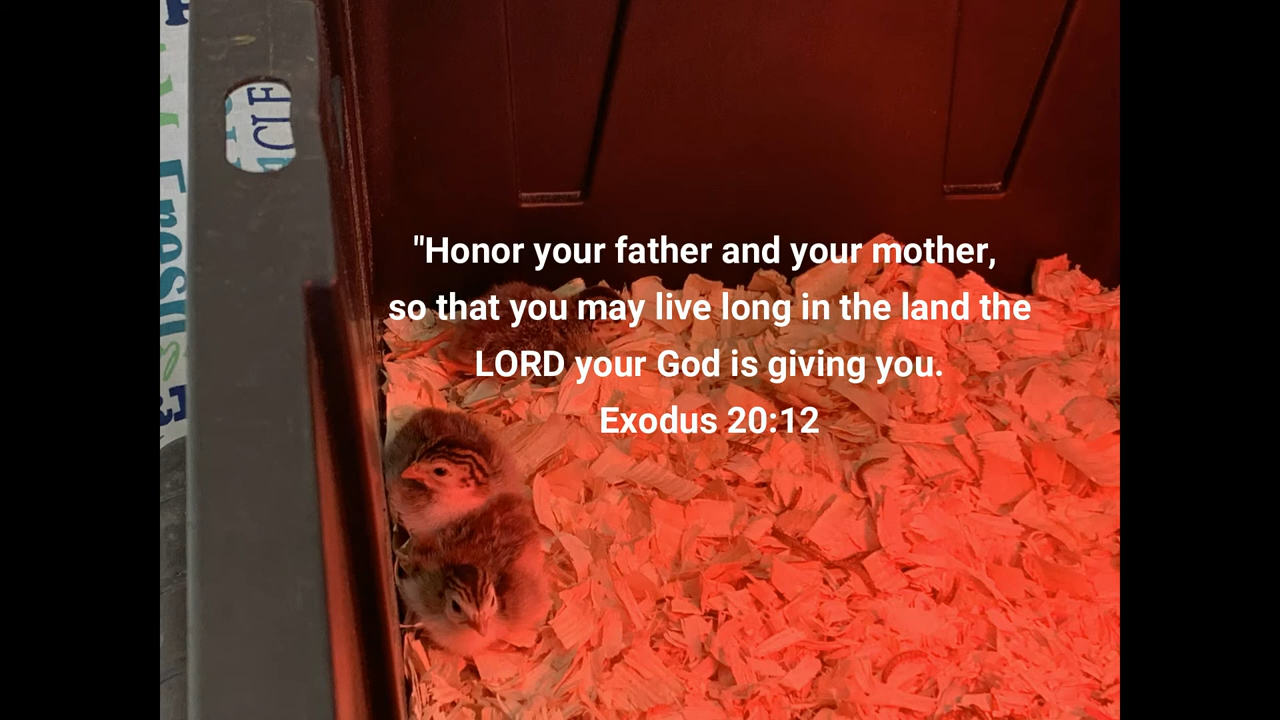 "Honor your father and your mother,
so that you may live long in the land the
LORD your God is giving you.
Exodus 20:12